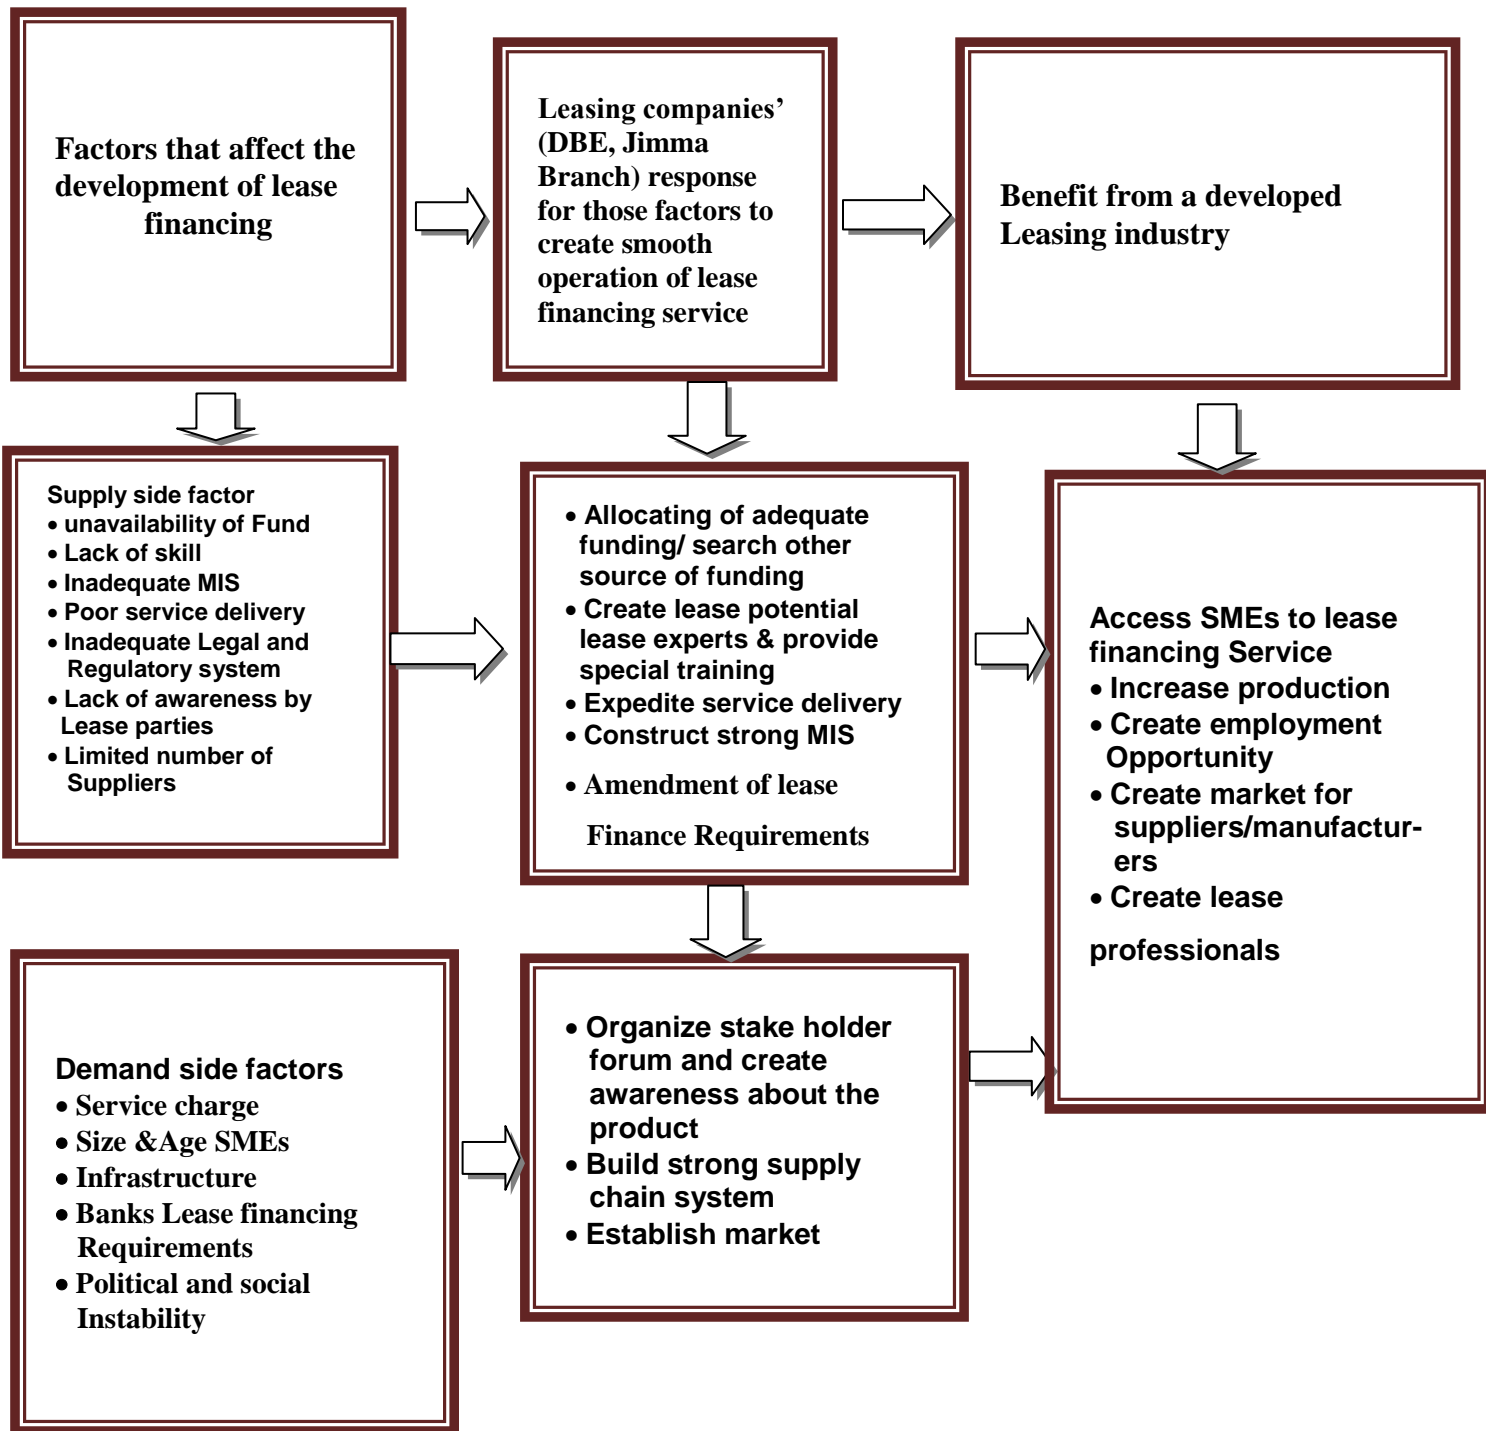 Factors that affect the
development of lease
financing
Leasing companies’
(DBE, Jimma
Branch) response
for those factors to
create smooth
operation of lease
financing service
Benefit from a developed
Leasing industry
Supply side factor
• unavailability of Fund
• Lack of skill
• Inadequate MIS
• Poor service delivery
• Inadequate Legal and
Regulatory system
• Lack of awareness by
Lease parties
• Limited number of
Suppliers
• Allocating of adequate
funding/ search other
source of funding
• Create lease potential
lease experts & provide
special training
• Expedite service delivery
• Construct strong MIS
• Amendment of lease
Finance Requirements
Access SMEs to lease
financing Service
• Increase production
• Create employment
Opportunity
• Create market for
suppliers/manufactur-
ers
• Create lease
professionals
Demand side factors
• Service charge
• Size &Age SMEs
• Infrastructure
• Banks Lease financing
Requirements
• Political and social
Instability
• Organize stake holder
forum and create
awareness about the
product
• Build strong supply
chain system
• Establish market